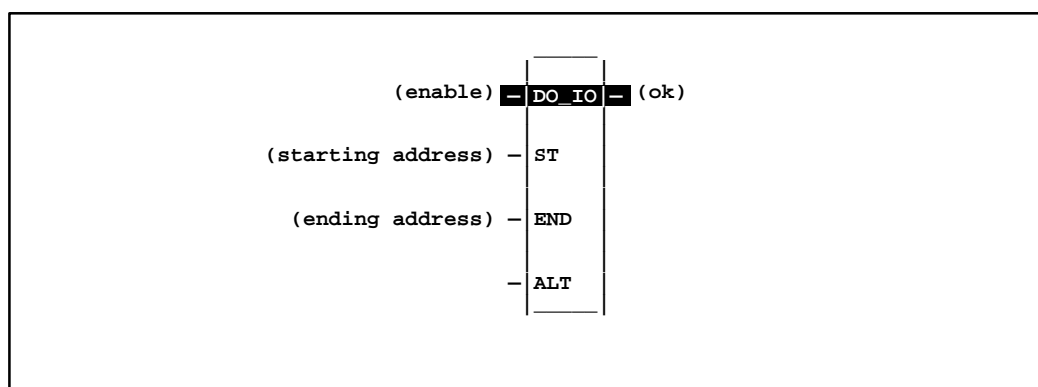 (enable) DO_IO (ok)
(starting address) ST
(ending address) END
ALT